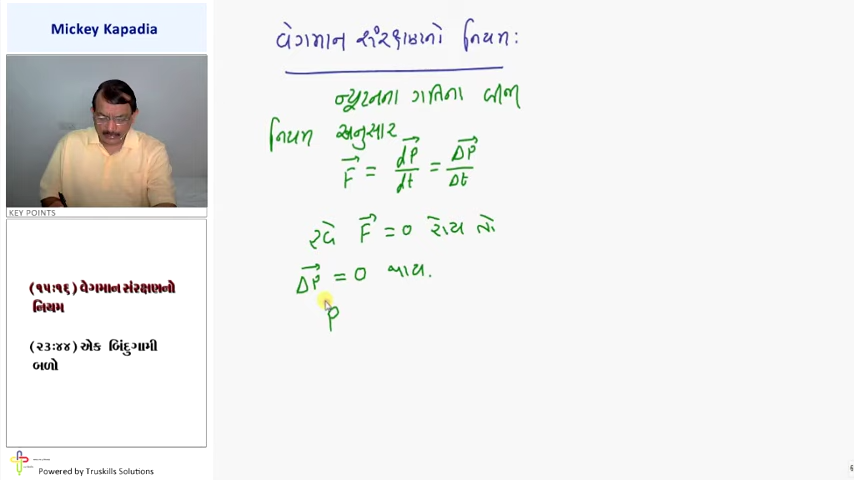 Mickey Kapadia
KEY POINTS
(૧૫:૧૬) વેગમાન સંરક્ષણનો
નિયમ
(૨૩:૪૪) એક બિંદુગામી
બળો
Powered by Truskills Solutions
વેગમાન સંરક્ષણનો નિયમ:
ન્યૂટનના ગતિના બીજા
નિયમ અનુસાર
F⃗ = dP⃗/dt = ΔP⃗/Δt
હવે F⃗ = 0 હોય તો
ΔP⃗ = 0 થાય.
P
6